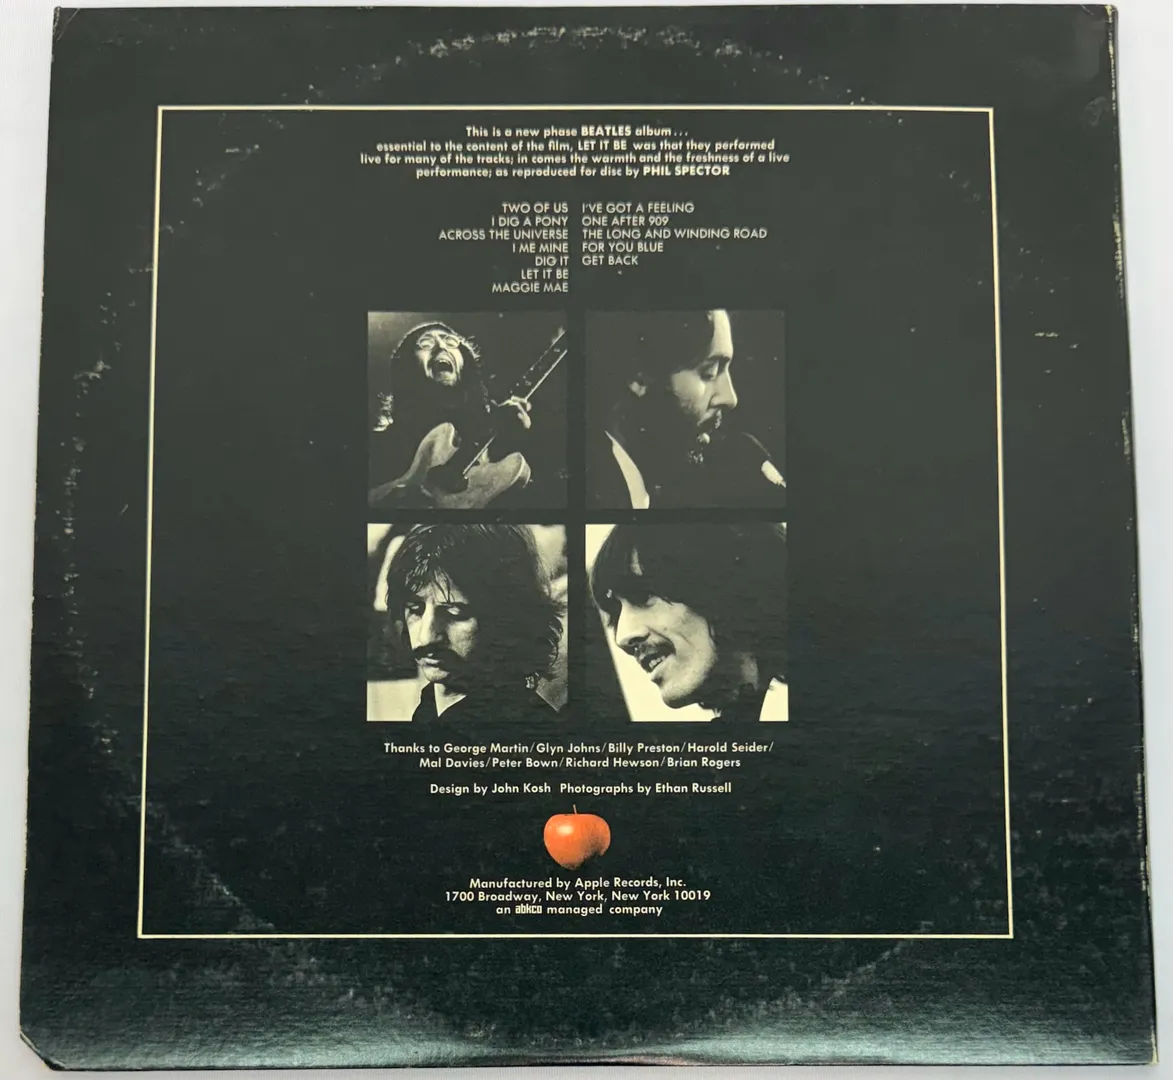 This is a new phase BEATLES album...
essential to the content of the film, LET IT BE was that they performed
live for many of the tracks; in comes the warmth and the freshness of a live
performance; as reproduced for disc by PHIL SPECTOR
TWO OF US
I DIG A PONY
ACROSS THE UNIVERSE
I ME MINE
DIG IT
LET IT BE
MAGGIE MAE
I'VE GOT A FEELING
ONE AFTER 909
THE LONG AND WINDING ROAD
FOR YOU BLUE
GET BACK
Thanks to George Martin/Glyn Johns/Billy Preston/Harold Seider/
Mal Davies/Peter Bown/Richard Hewson/Brian Rogers
Design by John Kosh Photographs by Ethan Russell
Manufactured by Apple Records, Inc.
1700 Broadway, New York, New York 10019
an abkco managed company